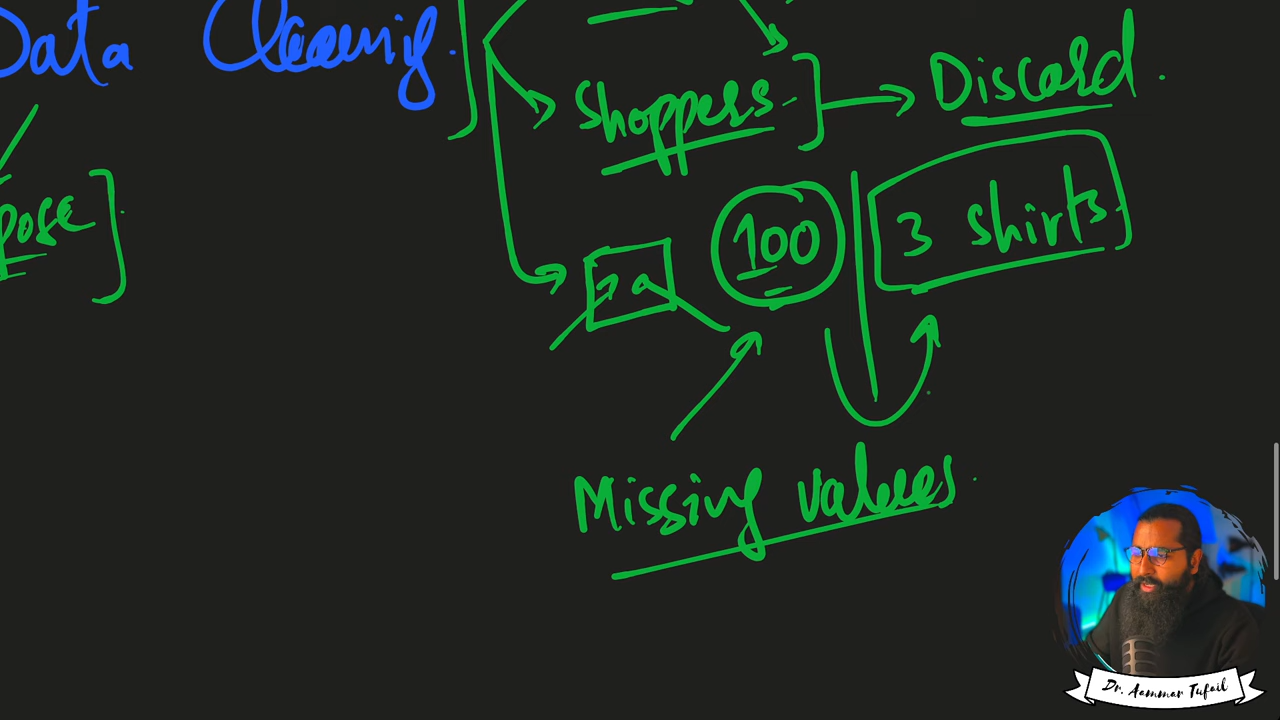 Data Cleaning.
Shoppers
Discard.
pose
100
3 shirts
Missing values.
Dr. Aammar Tufail